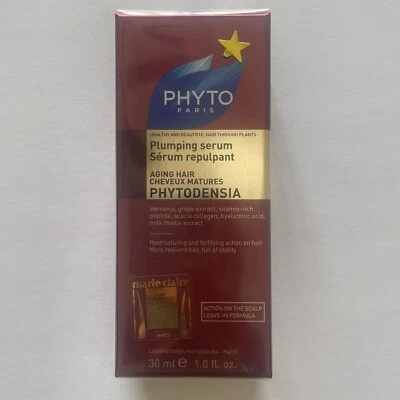 PHYTO
PARIS
HEALTHY AND BEAUTIFUL HAIR THROUGH PLANTS
Plumping serum
Sérum repulpant
AGING HAIR
CHEVEUX MATURES
PHYTODENSIA
Vernonia, grape extract, vitamin-rich
peptide, acacia collagen, hyaluronic acid,
milk thistle extract
Restructuring and fortifying action on hair
More resilient hair, full of vitality
marie claire
ACTION ON THE SCALP
LEAVE-IN FORMULA
LABORATOIRES PHYTOSOLBA - PARIS
30 ml e 1.0 fl. oz.